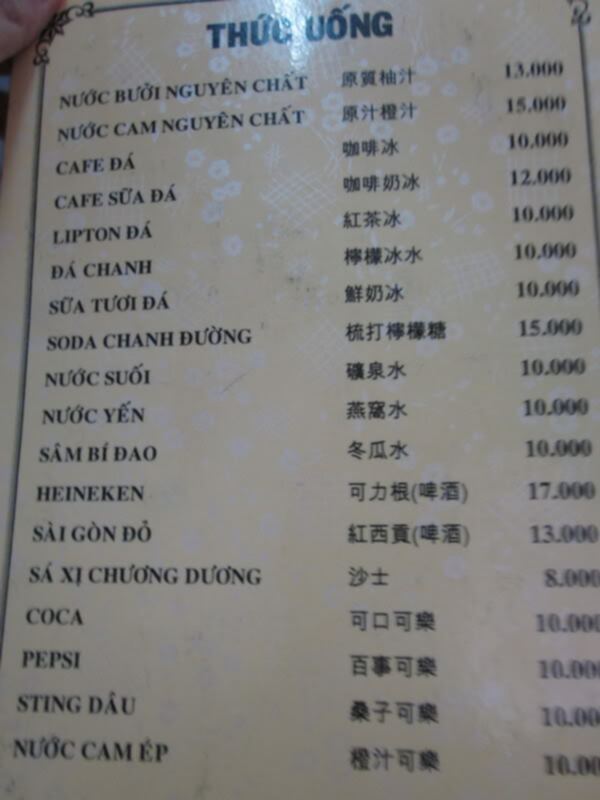 THỨC UỐNG
NƯỚC BƯỞI NGUYÊN CHẤT 原質柚汁 13.000
NƯỚC CAM NGUYÊN CHẤT 原汁橙汁 15.000
CAFE ĐÁ 咖啡冰 10.000
CAFE SỮA ĐÁ 咖啡奶冰 12.000
LIPTON ĐÁ 紅茶冰 10.000
ĐÁ CHANH 檸檬冰水 10.000
SỮA TƯƠI ĐÁ 鮮奶冰 10.000
SODA CHANH ĐƯỜNG 梳打檸檬糖 15.000
NƯỚC SUỐI 礦泉水 10.000
NƯỚC YẾN 燕窩水 10.000
SÂM BÍ ĐAO 冬瓜水 10.000
HEINEKEN 可力根(啤酒) 17.000
SÀI GÒN ĐỎ 紅西貢(啤酒) 13.000
SÁ XỊ CHƯƠNG DƯƠNG 沙士 8.000
COCA 可口可樂 10.000
PEPSI 百事可樂 10.000
STING DÂU 桑子可樂 10.00
NƯỚC CAM ÉP 橙汁可樂 10.00